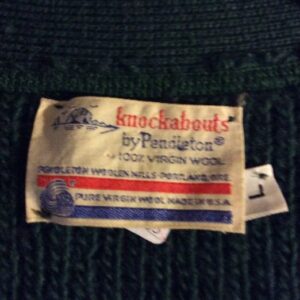 knockabouts
by Pendleton®
100% VIRGIN WOOL
PENDLETON WOOLEN MILLS·PORTLAND, ORE.
PURE VIRGIN WOOL MADE IN U.S.A.
L